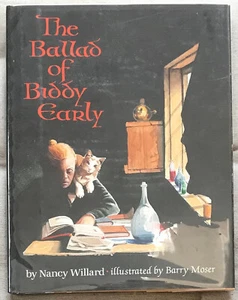 The
Ballad
of
Biddy
Early
by Nancy Willard · illustrated by Barry Moser